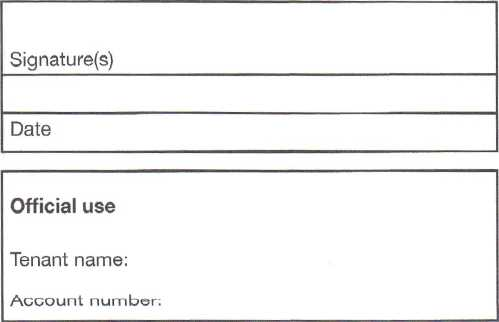 Signature(s)
Date
Official use
Tenant name:
Account number: